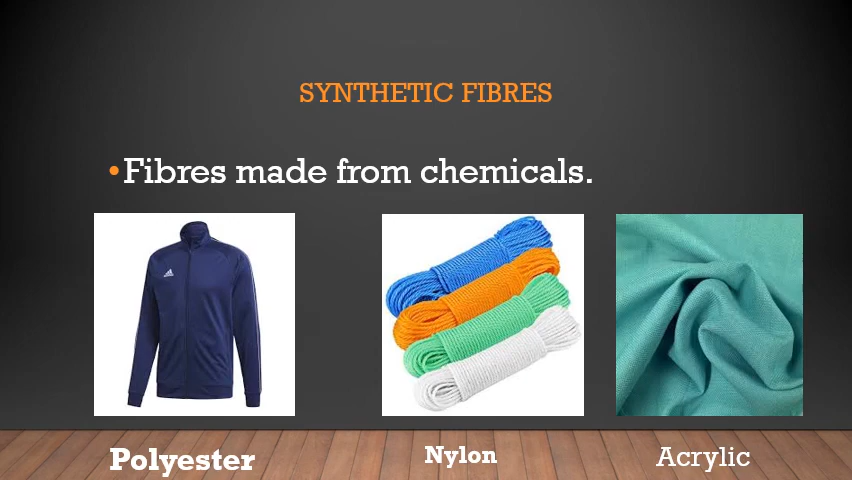 SYNTHETIC FIBRES
•Fibres made from chemicals.
Polyester
Nylon
Acrylic